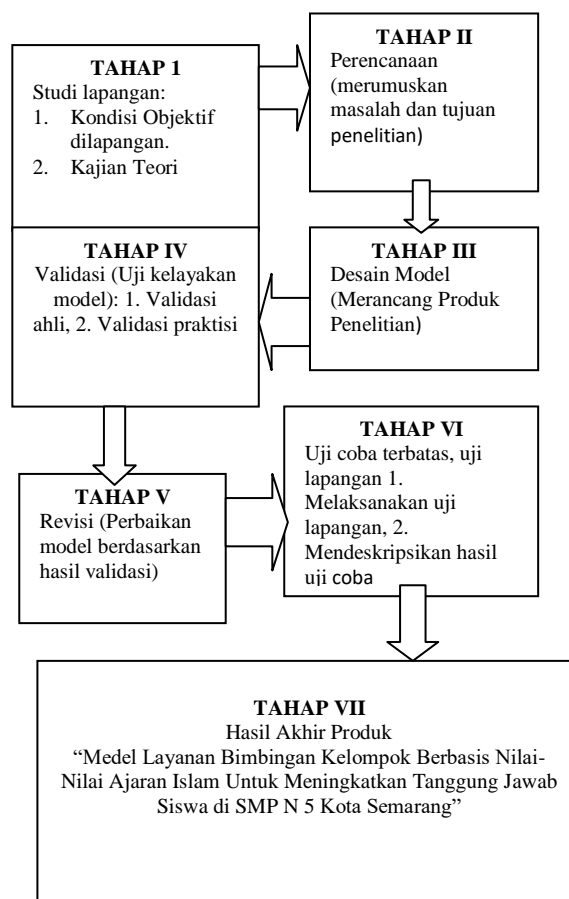 TAHAP 1
Studi lapangan:
1. Kondisi Objektif
dilapangan.
2. Kajian Teori
TAHAP II
Perencanaan
(merumuskan
masalah dan tujuan
penelitian)
TAHAP III
Desain Model
(Merancang Produk
Penelitian)
TAHAP IV
Validasi (Uji kelayakan
model): 1. Validasi
ahli, 2. Validasi praktisi
TAHAP V
Revisi (Perbaikan
model berdasarkan
hasil validasi)
TAHAP VI
Uji coba terbatas, uji
lapangan 1.
Melaksanakan uji
lapangan, 2.
Mendeskripsikan hasil
uji coba
TAHAP VII
Hasil Akhir Produk
“Medel Layanan Bimbingan Kelompok Berbasis Nilai-
Nilai Ajaran Islam Untuk Meningkatkan Tanggung Jawab
Siswa di SMP N 5 Kota Semarang”